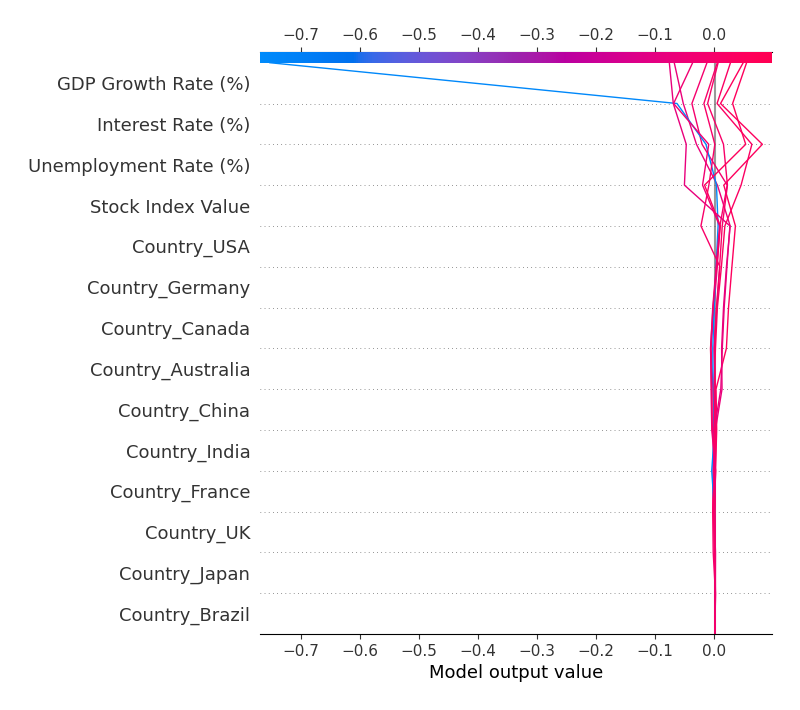 −0.7 −0.6 −0.5 −0.4 −0.3 −0.2 −0.1 0.0
GDP Growth Rate (%)
Interest Rate (%)
Unemployment Rate (%)
Stock Index Value
Country_USA
Country_Germany
Country_Canada
Country_Australia
Country_China
Country_India
Country_France
Country_UK
Country_Japan
Country_Brazil
−0.7 −0.6 −0.5 −0.4 −0.3 −0.2 −0.1 0.0
Model output value